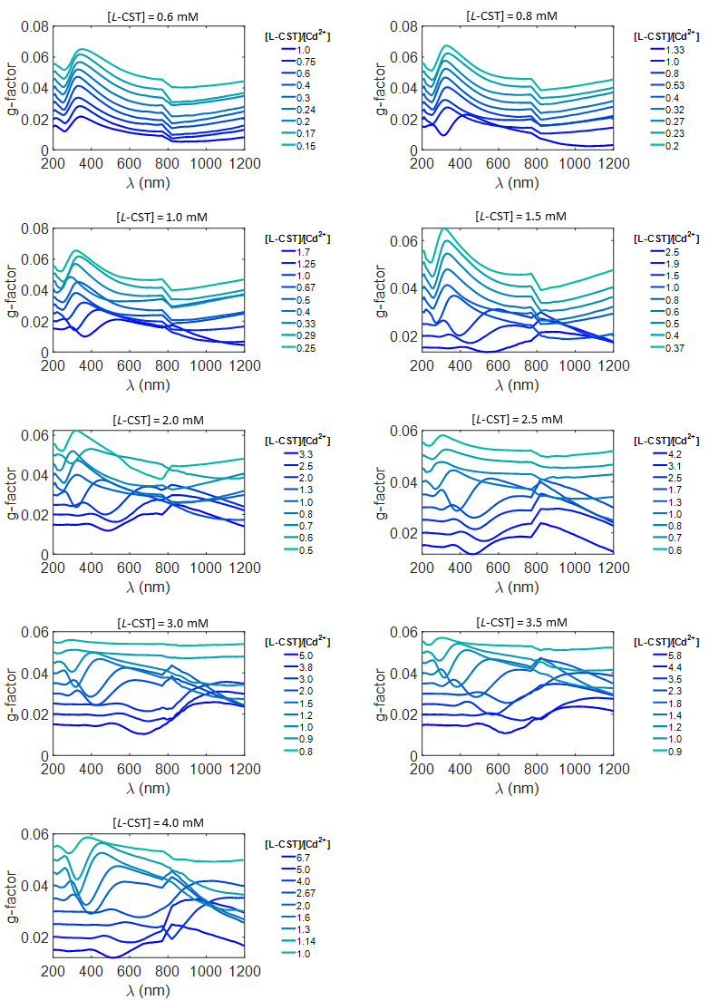 [L-CST] = 0.6 mM
g-factor
0.08
0.06
0.04
0.02
0
200 400 600 800 1000 1200
λ (nm)
[L-CST]/[Cd2+]
1.0
0.75
0.6
0.4
0.3
0.24
0.2
0.17
0.15
[L-CST] = 0.8 mM
g-factor
0.08
0.06
0.04
0.02
0
200 400 600 800 1000 1200
λ (nm)
[L-CST]/[Cd2+]
1.33
1.0
0.8
0.53
0.4
0.32
0.27
0.23
0.2
[L-CST] = 1.0 mM
g-factor
0.08
0.06
0.04
0.02
0
200 400 600 800 1000 1200
λ (nm)
[L-CST]/[Cd2+]
1.7
1.25
1.0
0.67
0.5
0.4
0.33
0.29
0.25
[L-CST] = 1.5 mM
g-factor
0.06
0.04
0.02
200 400 600 800 1000 1200
λ (nm)
[L-CST]/[Cd2+]
2.5
1.9
1.5
1.0
0.8
0.6
0.5
0.4
0.37
[L-CST] = 2.0 mM
g-factor
0.06
0.04
0.02
0
200 400 600 800 1000 1200
λ (nm)
[L-CST]/[Cd2+]
3.3
2.5
2.0
1.3
1.0
0.8
0.7
0.6
0.5
[L-CST] = 2.5 mM
g-factor
0.06
0.04
0.02
200 400 600 800 1000 1200
λ (nm)
[L-CST]/[Cd2+]
4.2
3.1
2.5
1.7
1.3
1.0
0.8
0.7
0.6
[L-CST] = 3.0 mM
g-factor
0.06
0.04
0.02
0
200 400 600 800 1000 1200
λ (nm)
[L-CST]/[Cd2+]
5.0
3.8
3.0
2.0
1.5
1.2
1.0
0.9
0.8
[L-CST] = 3.5 mM
g-factor
0.06
0.04
0.02
0
200 400 600 800 1000 1200
λ (nm)
[L-CST]/[Cd2+]
5.8
4.4
3.5
2.3
1.8
1.4
1.2
1.0
0.9
[L-CST] = 4.0 mM
g-factor
0.06
0.04
0.02
200 400 600 800 1000 1200
λ (nm)
[L-CST]/[Cd2+]
6.7
5.0
4.0
2.67
2.0
1.6
1.3
1.14
1.0